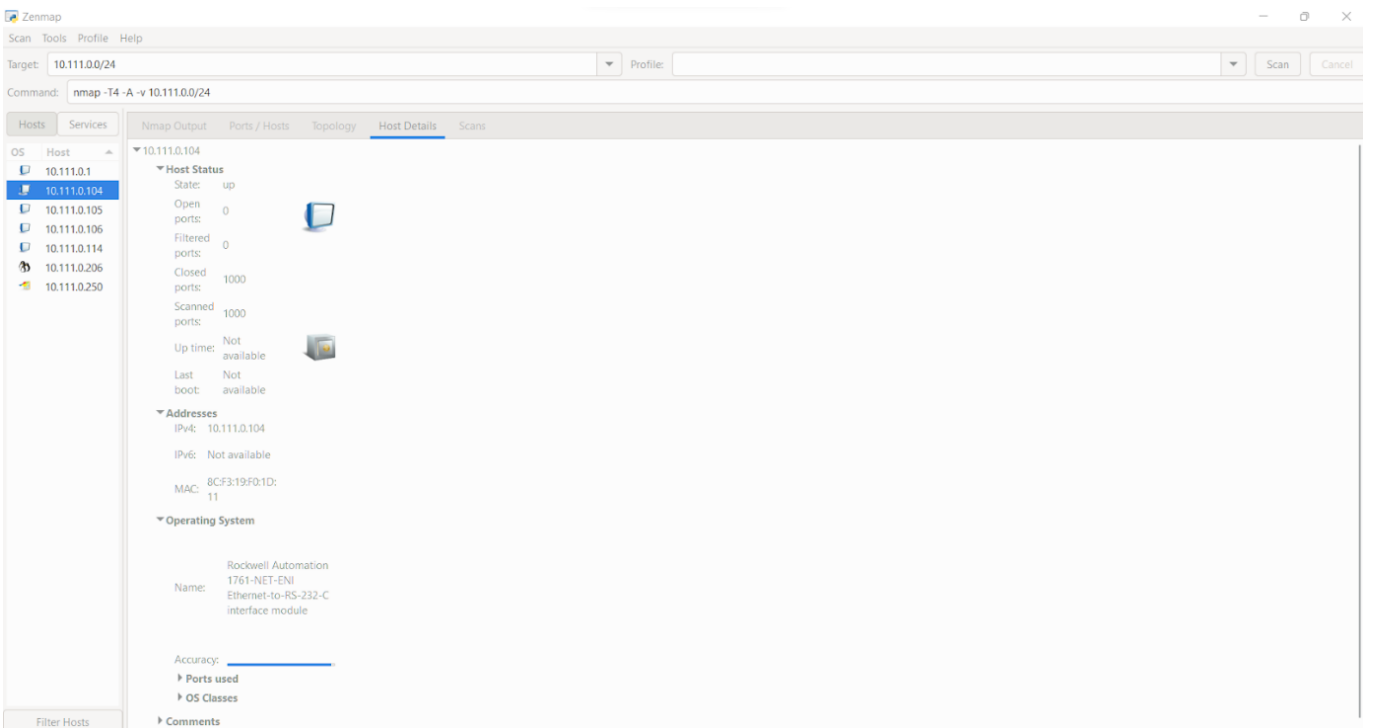 Zenmap
Scan Tools Profile Help
Target: 10.111.0.0/24 Profile: Scan Cancel
Command: nmap -T4 -A -v 10.111.0.0/24
Hosts Services
Nmap Output Ports / Hosts Topology Host Details Scans
OS Host
10.111.0.1
10.111.0.104
10.111.0.105
10.111.0.106
10.111.0.114
10.111.0.206
10.111.0.250
Filter Hosts
10.111.0.104
Host Status
State: up
Open
ports: 0
Filtered
ports: 0
Closed
ports: 1000
Scanned
ports: 1000
Up time: Not
available
Last Not
boot: available
Addresses
IPv4: 10.111.0.104
IPv6: Not available
MAC: 8C:F3:19:F0:1D:
11
Operating System
Name: Rockwell Automation
1761-NET-ENI
Ethernet-to-RS-232-C
interface module
Accuracy:
Ports used
OS Classes
Comments